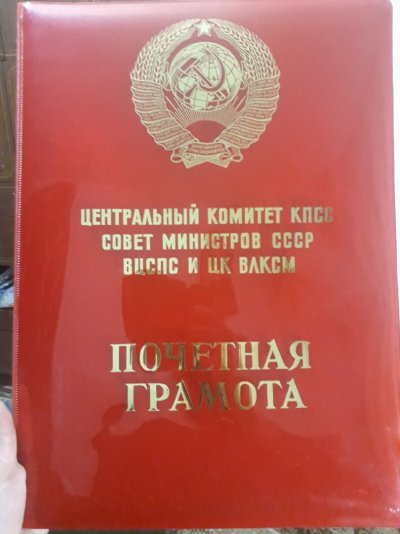 ЦЕНТРАЛЬНЫЙ КОМИТЕТ КПСС
СОВЕТ МИНИСТРОВ СССР
ВЦСПС И ЦК ВЛКСМ
ПОЧЕТНАЯ
ГРАМОТА